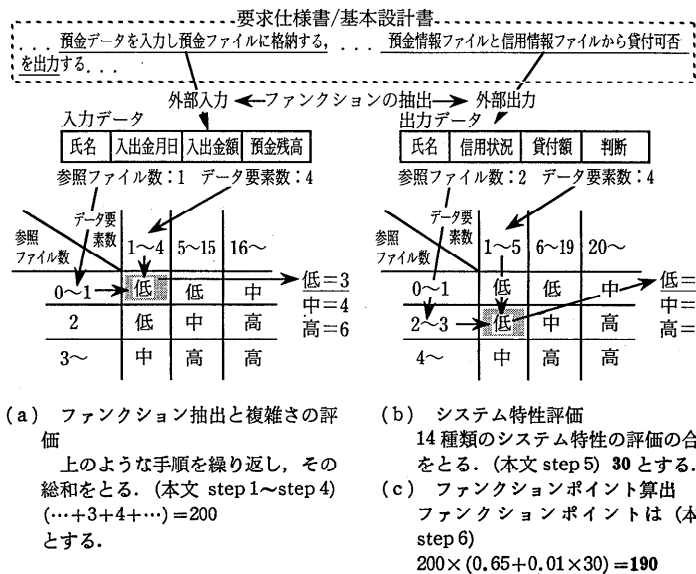 要求仕様書/基本設計書
...預金データを入力し預金ファイルに格納する,...預金情報ファイルと信用情報ファイルから貸付可否
を出力する...
外部入力 ファンクションの抽出 外部出力
入力データ
氏名 入出金月日 入出金額 預金残高
参照ファイル数:1 データ要素数:4
データ要素数
参照ファイル数
1～4 5～15 16～
0～1 低 低 中
2 低 中 高
3～ 中 高 高
低=3
中=4
高=6
出力データ
氏名 信用状況 貸付額 判断
参照ファイル数:2 データ要素数:4
データ要素数
参照ファイル数
1～5 6～19 20～
0～1 低 低 中
2～3 低 中 高
4～ 中 高 高
低=
中=
高=
(a) ファンクション抽出と複雑さの評
価
上のような手順を繰り返し,その
総和をとる.(本文 step 1～step 4)
(…+3+4+…)=200
とする.
(b) システム特性評価
14種類のシステム特性の評価の合
をとる.(本文 step 5) 30とする.
(c) ファンクションポイント算出
ファンクションポイントは(本
step 6)
200×(0.65+0.01×30)=190